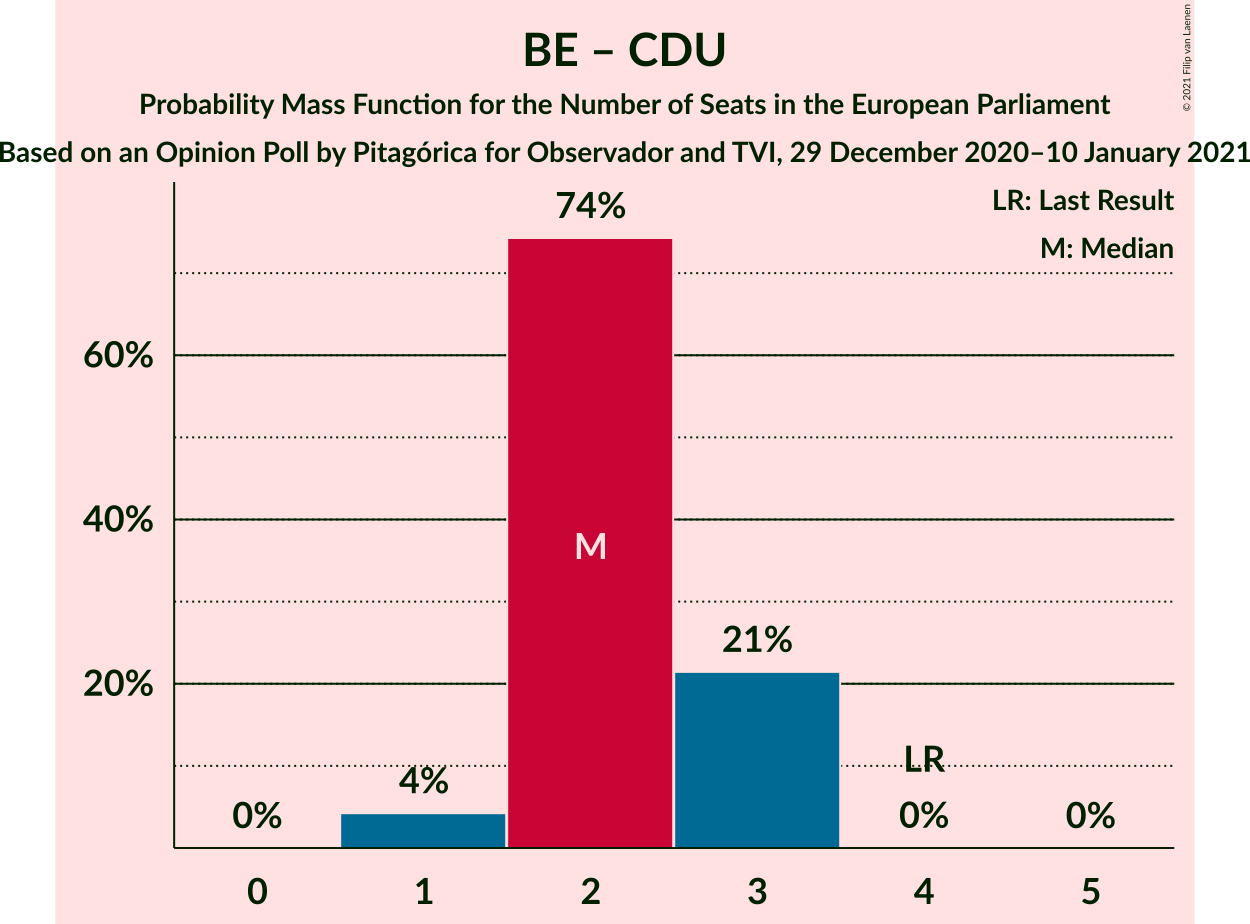 BE – CDU
Probability Mass Function for the Number of Seats in the European Parliament
Based on an Opinion Poll by Pitagórica for Observador and TVI, 29 December 2020–10 January 2021
© 2021 Filip van Laenen
LR: Last Result
M: Median
74%
60%
40%
M
21%
20%
LR
4%
0%
0%
0%
0
1
2
3
4
5